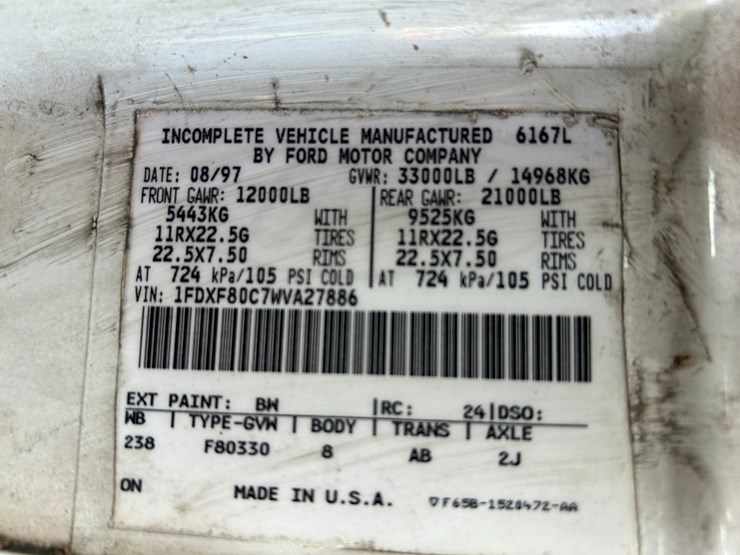 INCOMPLETE VEHICLE MANUFACTURED 6167L
BY FORD MOTOR COMPANY
DATE: 08/97 GVWR: 33000LB / 14968KG
FRONT GAWR: 12000LB REAR GAWR: 21000LB
5443KG WITH 9525KG WITH
11RX22.5G TIRES 11RX22.5G TIRES
22.5X7.50 RIMS 22.5X7.50 RIMS
AT 724 kPa/105 PSI COLD AT 724 kPa/105 PSI COLD
VIN: 1FDXF80C7WVA27886
EXT PAINT: BW RC: 24 DSO:
WB TYPE-GVW BODY TRANS AXLE
238 F80330 8 AB 2J
ON MADE IN U.S.A. F65B-1520472-AA